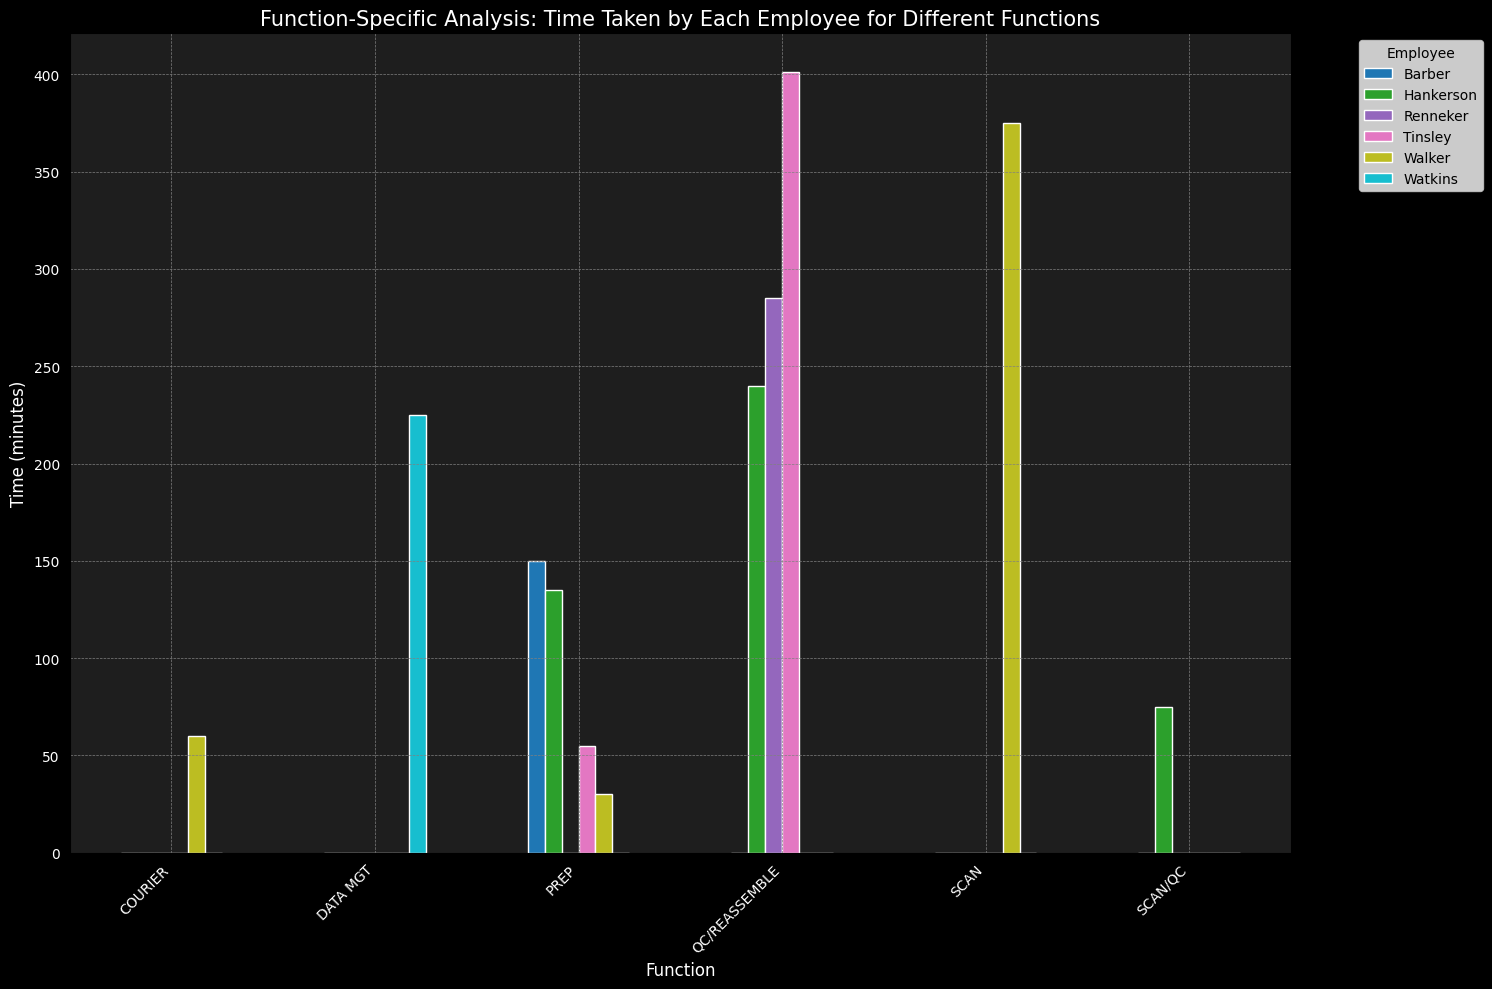 Function-Specific Analysis: Time Taken by Each Employee for Different Functions
Employee
Barber
Hankerson
Renneker
Tinsley
Walker
Watkins
Time (minutes)
400
350
300
250
200
150
100
50
0
COURIER
DATA MGT
PREP
QC/REASSEMBLE
SCAN
SCAN/QC
Function